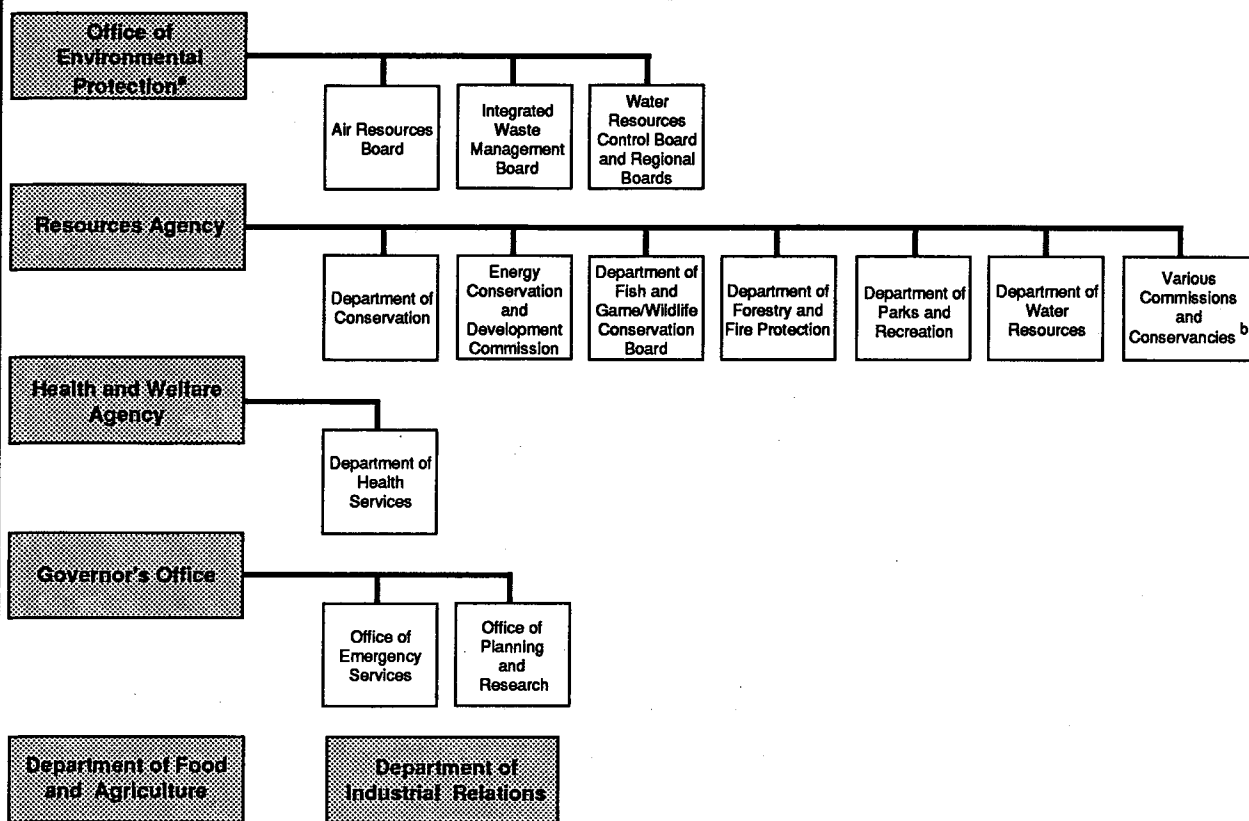 Office of
Environmental
Protectionª
Air Resources
Board
Integrated
Waste
Management
Board
Water
Resources
Control Board
and Regional
Boards
Resources Agency
Department of
Conservation
Energy
Conservation
and
Development
Commission
Department of
Fish and
Game/Wildlife
Conservation
Board
Department of
Forestry and
Fire Protection
Department of
Parks and
Recreation
Department of
Water
Resources
Various
Commissions
and
Conservancies b
Health and Welfare
Agency
Department of
Health
Services
Governor's Office
Office of
Emergency
Services
Office of
Planning
and
Research
Department of Food
and Agriculture
Department of
Industrial Relations